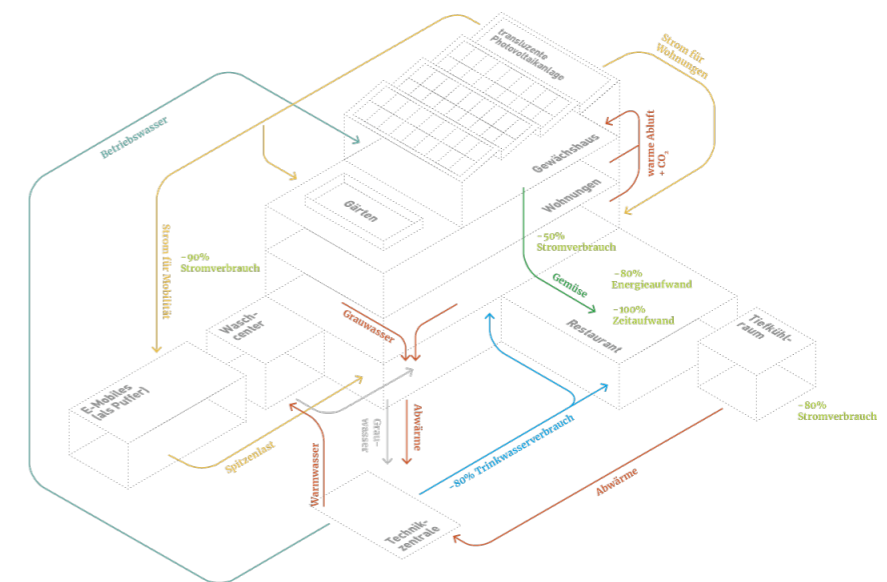 transluzente
Photovoltaikanlage
Strom für
Wohnungen
Betriebswasser
Gewächshaus
warme Abluft
+ CO₂
Wohnungen
Gärten
Strom für Mobilität
~90%
Stromverbrauch
~50%
Stromverbrauch
Gemüse
~80%
Energieaufwand
~100%
Zeitaufwand
Grauwasser
Wasch-
center
Restaurant
Tiefkühl-
raum
E-Mobiles
(als Puffer)
~80%
Stromverbrauch
Spitzenlast
Grau-
wasser
Abwärme
Warmwasser
~80% Trinkwasserverbrauch
Abwärme
Technik-
zentrale